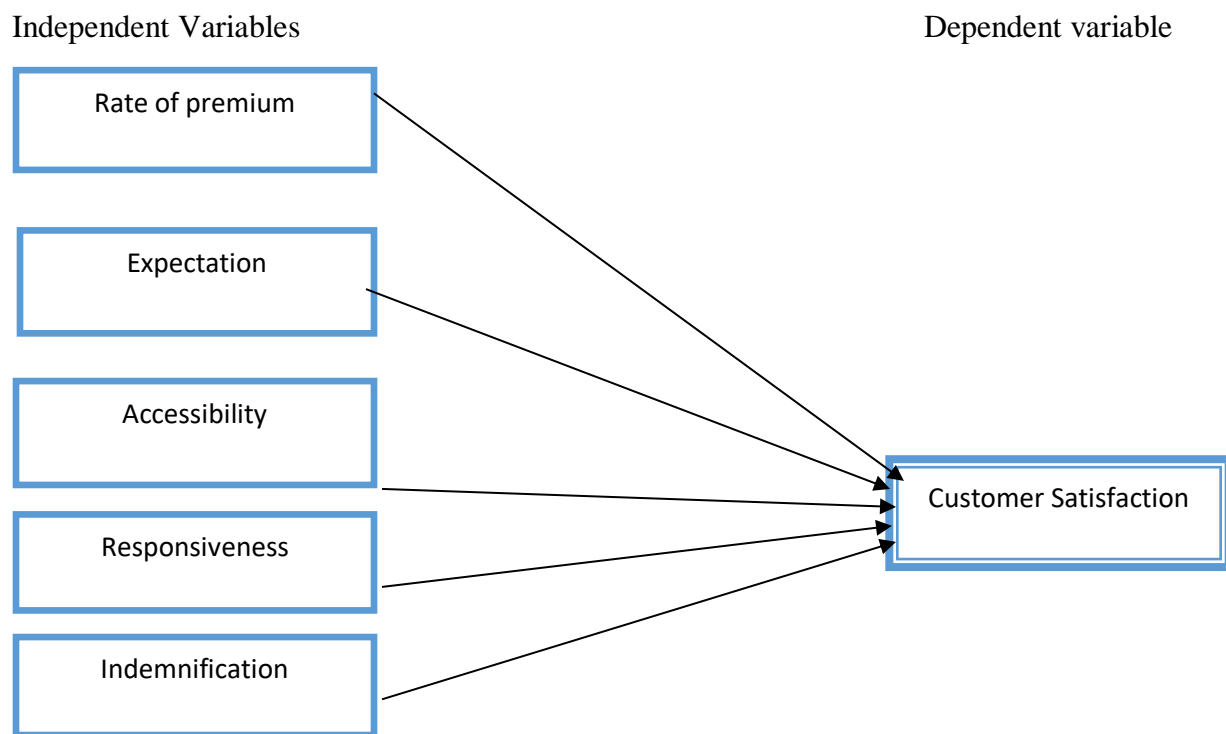 Independent Variables
Dependent variable
Rate of premium
Expectation
Accessibility
Customer Satisfaction
Responsiveness
Indemnification